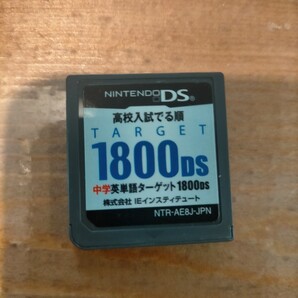 NINTENDO DS
高校入試でる順
TARGET
1800DS
中学英単語ターゲット1800DS
株式会社 IEインスティテュート
NTR-AE8J-JPN